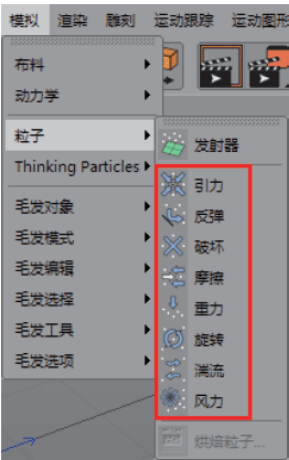 模拟 渲染 雕刻 运动跟踪 运动图形
布料
动力学
粒子
Thinking Particles
毛发对象
毛发模式
毛发编辑
毛发选择
毛发工具
毛发选项
发射器
引力
反弹
破坏
摩擦
重力
旋转
湍流
风力
烘焙粒子...